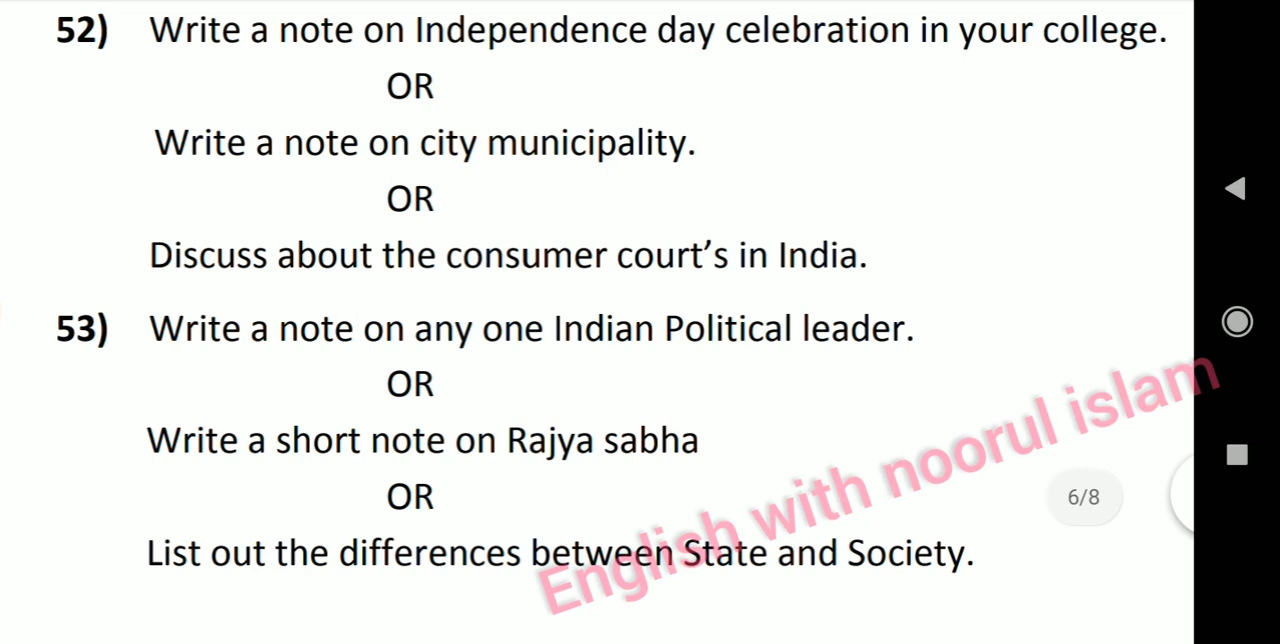 52) Write a note on Independence day celebration in your college.
OR
Write a note on city municipality.
OR
Discuss about the consumer court’s in India.
53) Write a note on any one Indian Political leader.
OR
Write a short note on Rajya sabha
OR
List out the differences between State and Society.
English with noorul islam
6/8